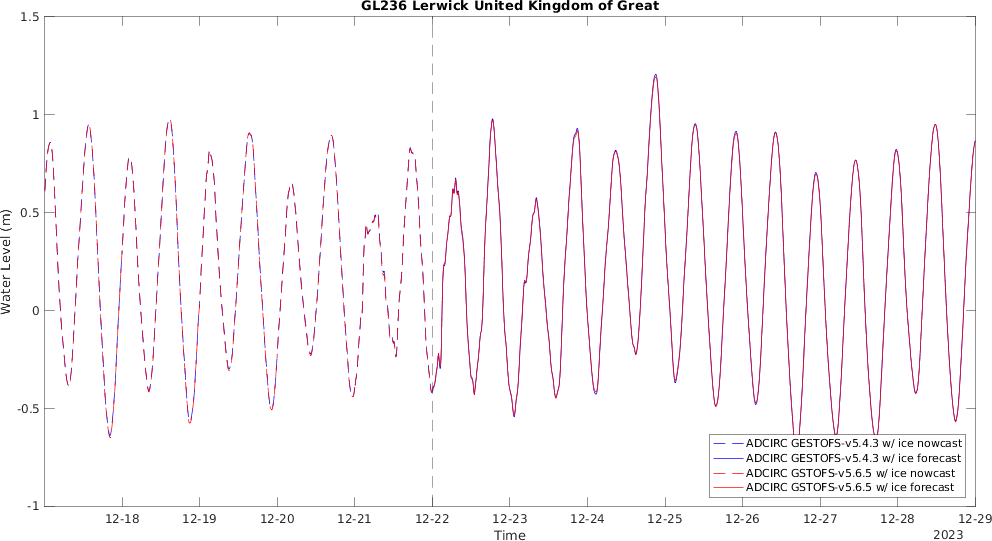 GL236 Lerwick United Kingdom of Great
1.5
1
0.5
0
-0.5
-1
Water Level (m)
ADCIRC GESTOFS-v5.4.3 w/ ice nowcast
ADCIRC GESTOFS-v5.4.3 w/ ice forecast
ADCIRC GSTOFS-v5.6.5 w/ ice nowcast
ADCIRC GSTOFS-v5.6.5 w/ ice forecast
12-18 12-19 12-20 12-21 12-22 12-23 12-24 12-25 12-26 12-27 12-28 12-29
Time
2023